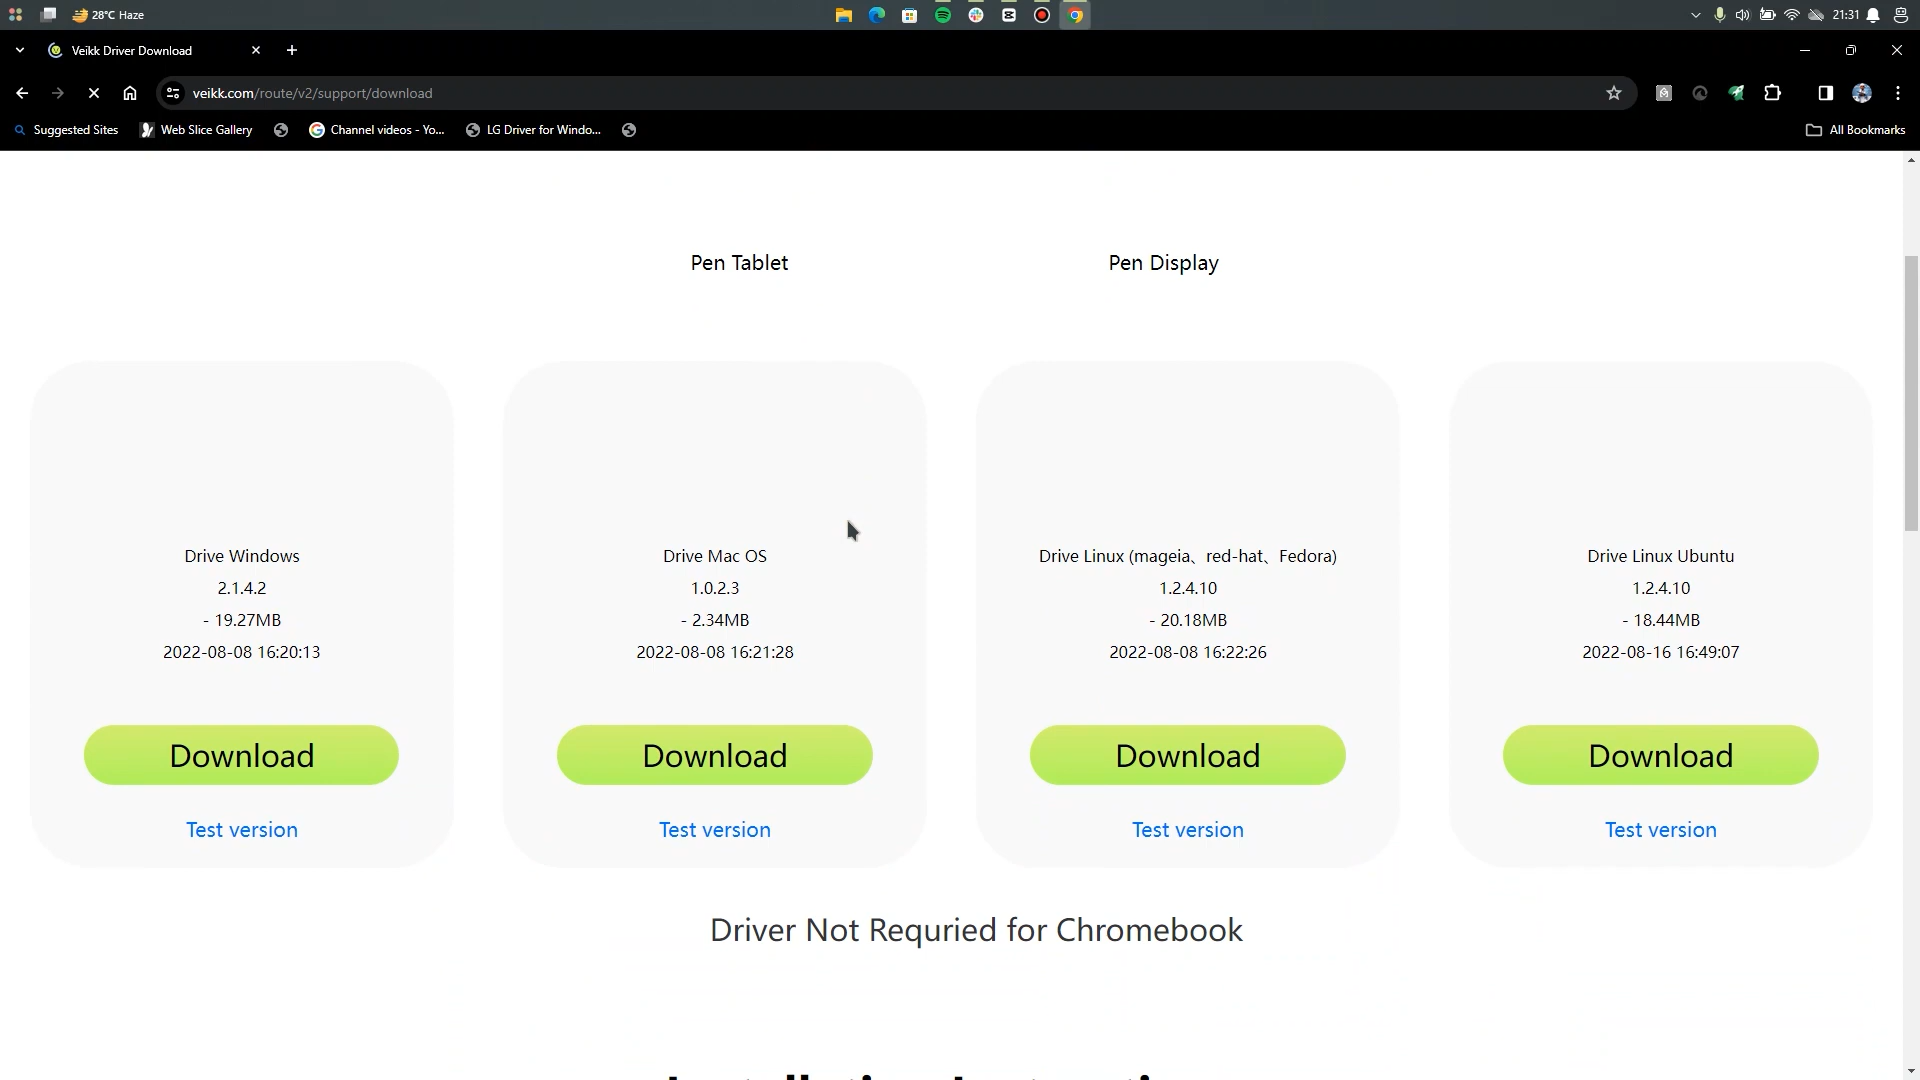 28°C Haze
21:31
Veikk Driver Download
veikk.com/route/v2/support/download
Suggested Sites
Web Slice Gallery
Channel videos - Yo...
LG Driver for Windo...
All Bookmarks
Pen Tablet
Pen Display
Drive Windows
2.1.4.2
- 19.27MB
2022-08-08 16:20:13
Download
Test version
Drive Mac OS
1.0.2.3
- 2.34MB
2022-08-08 16:21:28
Download
Test version
Drive Linux (mageia、red-hat、Fedora)
1.2.4.10
- 20.18MB
2022-08-08 16:22:26
Download
Test version
Drive Linux Ubuntu
1.2.4.10
- 18.44MB
2022-08-16 16:49:07
Download
Test version
Driver Not Requried for Chromebook